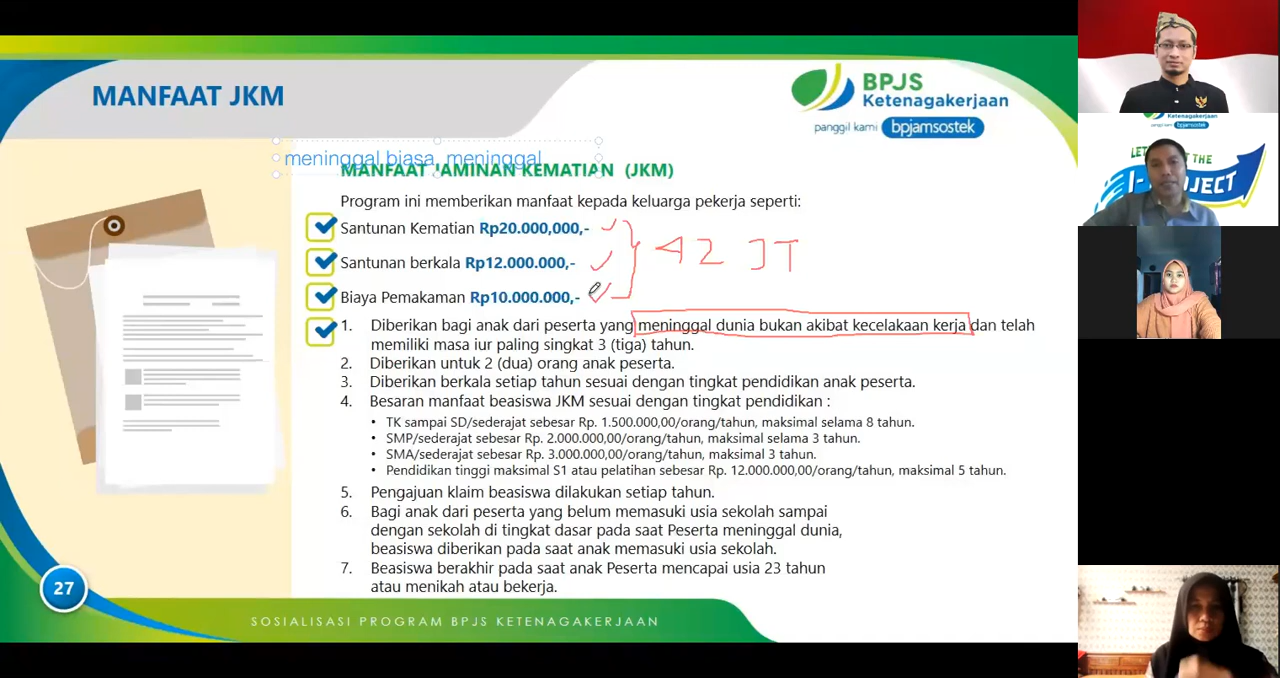 MANFAAT JKM
BPJS
Ketenagakerjaan
panggil kami bpjamsostek
meninggal biasa, meninggal
MANFAAT JAMINAN KEMATIAN (JKM)
Program ini memberikan manfaat kepada keluarga pekerja seperti:
Santunan Kematian Rp20.000,000,-
Santunan berkala Rp12.000.000,-
Biaya Pemakaman Rp10.000.000,-
42 JT
1. Diberikan bagi anak dari peserta yang meninggal dunia bukan akibat kecelakaan kerja dan telah
memiliki masa iur paling singkat 3 (tiga) tahun.
2. Diberikan untuk 2 (dua) orang anak peserta.
3. Diberikan berkala setiap tahun sesuai dengan tingkat pendidikan anak peserta.
4. Besaran manfaat beasiswa JKM sesuai dengan tingkat pendidikan :
• TK sampai SD/sederajat sebesar Rp. 1.500.000,00/orang/tahun, maksimal selama 8 tahun.
• SMP/sederajat sebesar Rp. 2.000.000,00/orang/tahun, maksimal selama 3 tahun.
• SMA/sederajat sebesar Rp. 3.000.000,00/orang/tahun, maksimal 3 tahun.
• Pendidikan tinggi maksimal S1 atau pelatihan sebesar Rp. 12.000.000,00/orang/tahun, maksimal 5 tahun.
5. Pengajuan klaim beasiswa dilakukan setiap tahun.
6. Bagi anak dari peserta yang belum memasuki usia sekolah sampai
dengan sekolah di tingkat dasar pada saat Peserta meninggal dunia,
beasiswa diberikan pada saat anak memasuki usia sekolah.
7. Beasiswa berakhir pada saat anak Peserta mencapai usia 23 tahun
atau menikah atau bekerja.
27
SOSIALISASI PROGRAM BPJS KETENAGAKERJAAN
Ketenagakerjaan
panggil kami bpjamsostek
THE